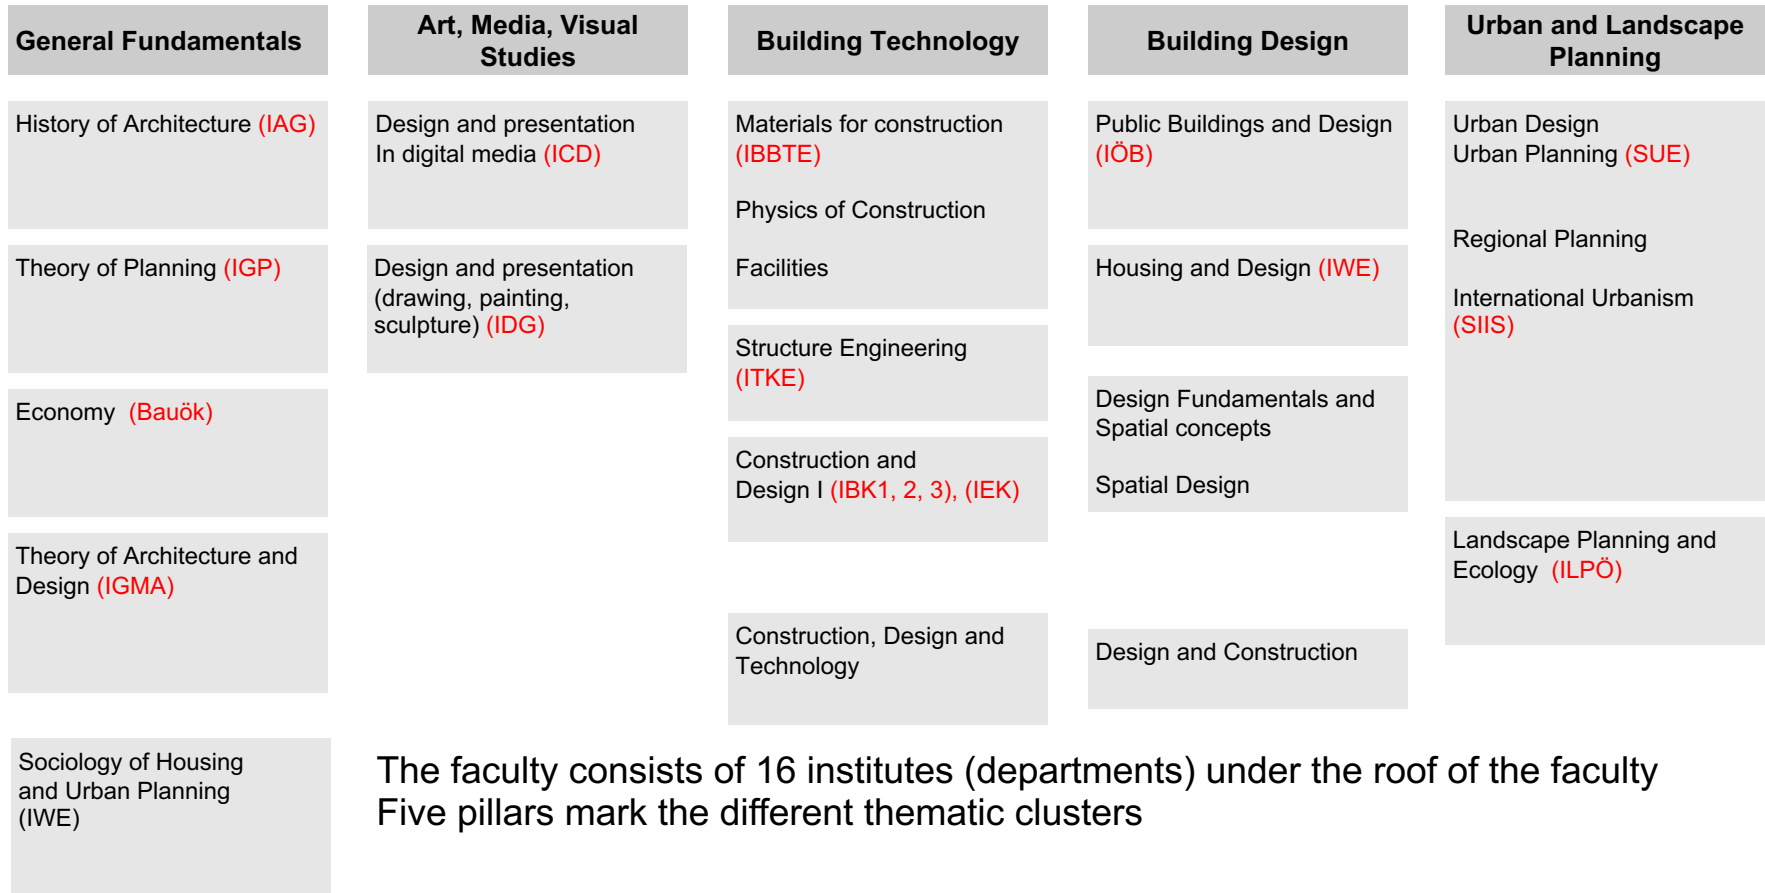 General Fundamentals
History of Architecture (IAG)
Theory of Planning (IGP)
Economy  (Bauök)
Theory of Architecture and
Design (IGMA)
Sociology of Housing
and Urban Planning
(IWE)
Art, Media, Visual
Studies
Design and presentation
In digital media (ICD)
Design and presentation
(drawing, painting,
sculpture) (IDG)
Building Technology
Materials for construction
(IBBTE)
Physics of Construction
Facilities
Structure Engineering
(ITKE)
Construction and
Design I (IBK1, 2, 3), (IEK)
Construction, Design and
Technology
Building Design
Public Buildings and Design
(IÖB)
Housing and Design (IWE)
Design Fundamentals and
Spatial concepts
Spatial Design
Design and Construction
Urban and Landscape
Planning
Urban Design
Urban Planning (SUE)
Regional Planning
International Urbanism
(SIIS)
Landscape Planning and
Ecology  (ILPÖ)
The faculty consists of 16 institutes (departments) under the roof of the faculty
Five pillars mark the different thematic clusters